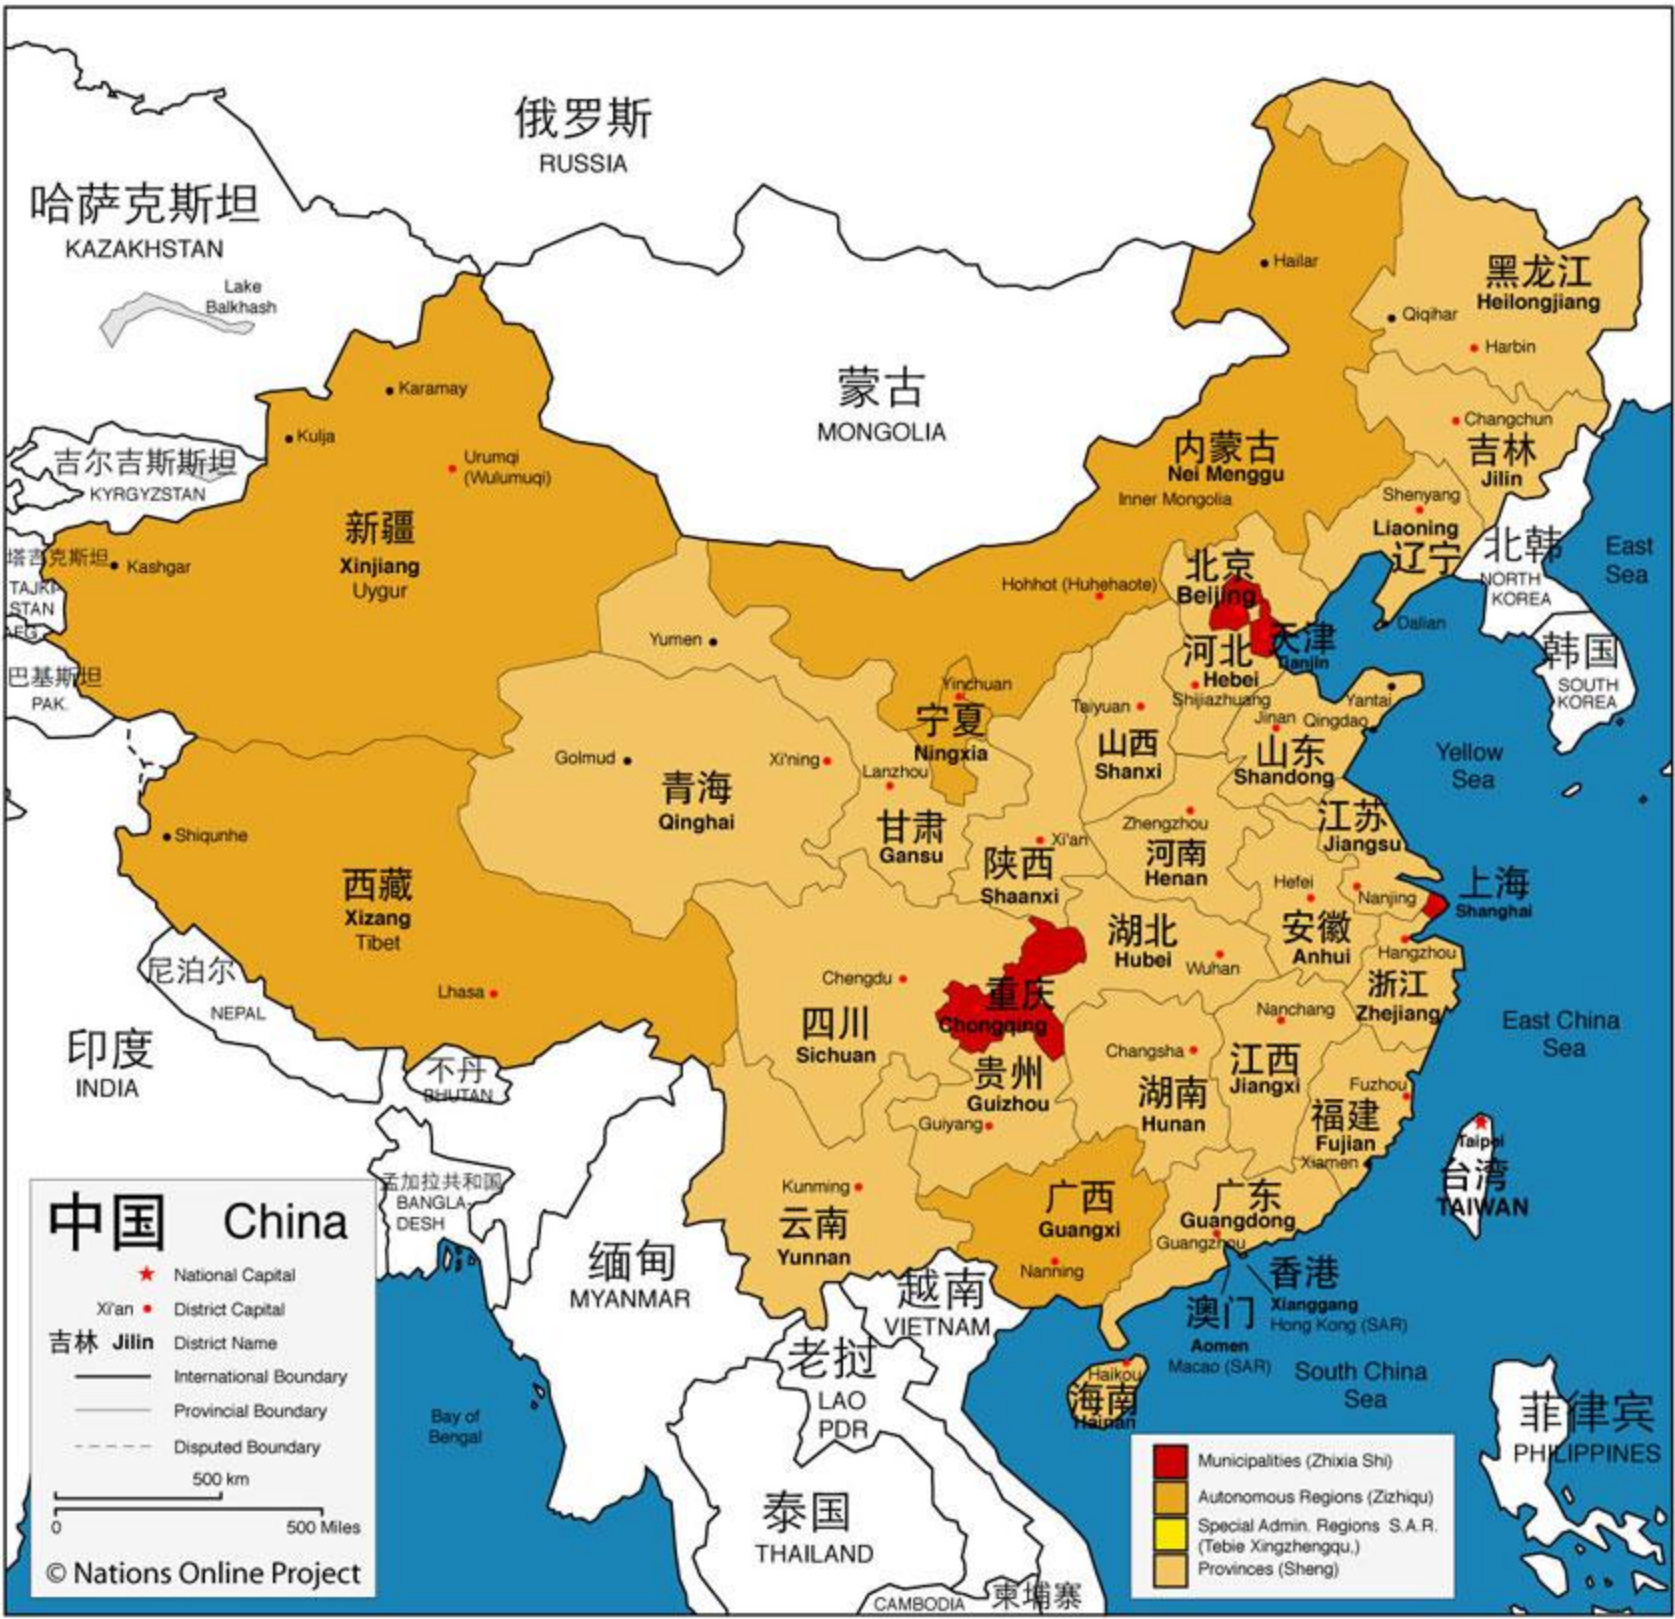 俄罗斯
RUSSIA
哈萨克斯坦
KAZAKHSTAN
Lake
Balkhash
Hailar
黑龙江
Heilongjiang
Qiqihar
Harbin
蒙古
MONGOLIA
Karamay
Kulja
Urumqi
(Wulumuqi)
吉尔吉斯斯坦
KYRGYZSTAN
Changchun
吉林
Jilin
内蒙古
Nei Menggu
Inner Mongolia
Shenyang
Liaoning
辽宁
新疆
Xinjiang
Uygur
塔吉克斯坦
TAJKI-
STAN
AFG.
Kashgar
北韩
NORTH
KOREA
East
Sea
北京
Beijing
Hohhot (Huhehaote)
Dalian
天津
Tianjin
河北
Hebei
Shijiazhuang
韩国
SOUTH
KOREA
巴基斯坦
PAK.
Yumen
Yinchuan
宁夏
Ningxia
Taiyuan
山西
Shanxi
Yantai
Jinan
Qingdao
山东
Shandong
Yellow
Sea
Golmud
Xi'ning
青海
Qinghai
Lanzhou
甘肃
Gansu
Xi'an
陕西
Shaanxi
Zhengzhou
河南
Henan
江苏
Jiangsu
Shiqunhe
西藏
Xizang
Tibet
Lhasa
Hefei
Nanjing
安徽
Anhui
上海
Shanghai
湖北
Hubei
Wuhan
Hangzhou
浙江
Zhejiang
Chengdu
四川
Sichuan
重庆
Chongqing
尼泊尔
NEPAL
印度
INDIA
不丹
BHUTAN
Nanchang
江西
Jiangxi
Changsha
湖南
Hunan
East China
Sea
贵州
Guizhou
Guiyang
Fuzhou
福建
Fujian
Xiamen
Taipei
台湾
TAIWAN
孟加拉共和国
BANGLA-
DESH
Kunming
云南
Yunnan
广西
Guangxi
Nanning
广东
Guangdong
Guangzhou
香港
Xianggang
Hong Kong (SAR)
澳门
Aomen
Macao (SAR)
缅甸
MYANMAR
越南
VIETNAM
老挝
LAO
PDR
Haikou
海南
Hainan
South China
Sea
Bay of
Bengal
菲律宾
PHILIPPINES
泰国
THAILAND
CAMBODIA
柬埔寨
中国 China
National Capital
Xi'an District Capital
吉林 Jilin District Name
International Boundary
Provincial Boundary
Disputed Boundary
500 km
0 500 Miles
© Nations Online Project
Municipalities (Zhixia Shi)
Autonomous Regions (Zizhiqu)
Special Admin. Regions S.A.R.
(Tebie Xingzhengqu,)
Provinces (Sheng)